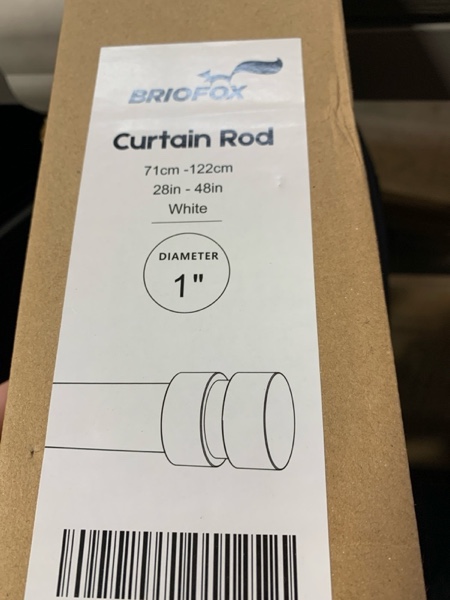 BRIOFOX
Curtain Rod
71cm -122cm
28in - 48in
White
DIAMETER
1"